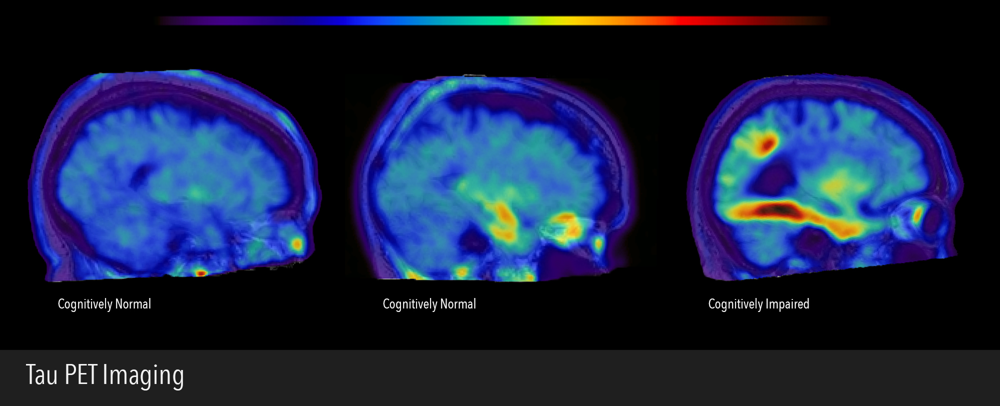 Cognitively Normal
Cognitively Normal
Cognitively Impaired
Tau PET Imaging